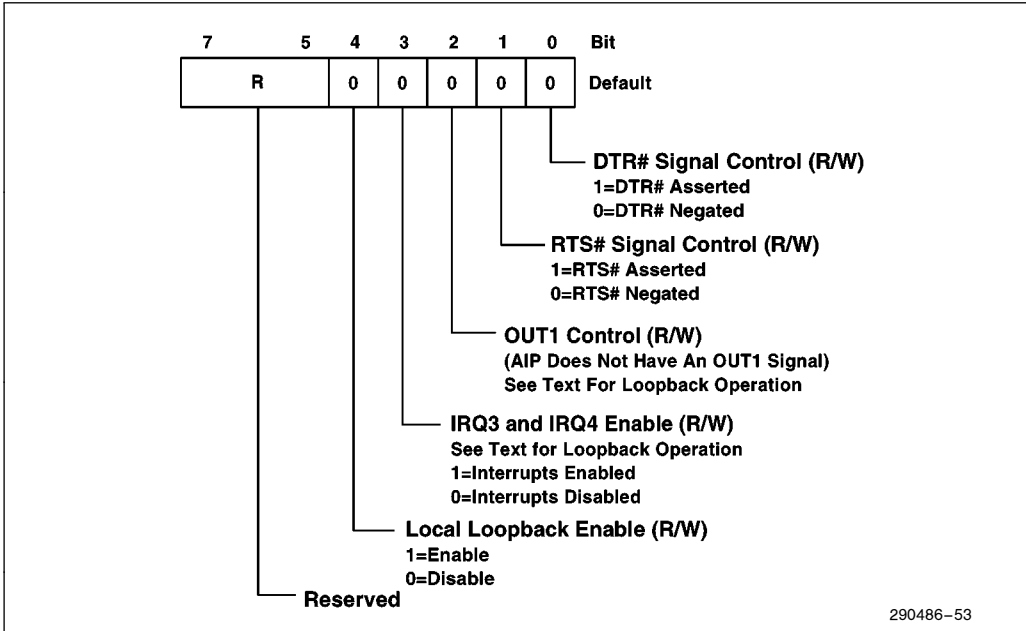 7 5 4 3 2 1 0 Bit
R 0 0 0 0 0 Default
DTR# Signal Control (R/W)
1=DTR# Asserted
0=DTR# Negated
RTS# Signal Control (R/W)
1=RTS# Asserted
0=RTS# Negated
OUT1 Control (R/W)
(AIP Does Not Have An OUT1 Signal)
See Text For Loopback Operation
IRQ3 and IRQ4 Enable (R/W)
See Text for Loopback Operation
1=Interrupts Enabled
0=Interrupts Disabled
Local Loopback Enable (R/W)
1=Enable
0=Disable
Reserved
290486–53